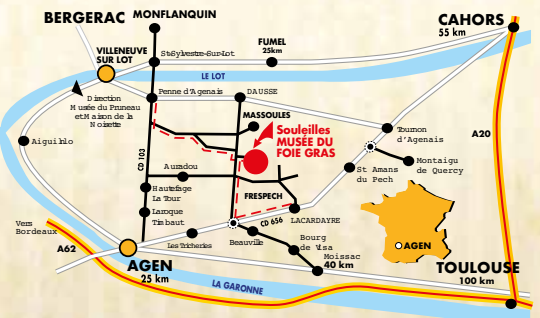 BERGERAC
MONFLANQUIN
CAHORS
55 km
VILLENEUVE
SUR LOT
St Sylvestre-Sur-Lot
FUMEL
25km
LE LOT
Direction
Musée du Pruneau
et Maison de la
Noisette
Penne d'Agenais
DAUSSE
MASSOULES
Souleilles
MUSÉE DU
FOIE GRAS
Tournon
d'Agenais
A20
Aiguillo
CD 103
Auradou
St Amans
du Pech
Montaigu
de Quercy
Hautefage
La Tour
FRESPECH
Laroque
Timbaut
LACARDAYRE
CD 656
Vers
Bordeaux
A62
Les Tricheries
Beauville
Bourg
de Visa
AGEN
AGEN
25 km
Moissac
40 km
TOULOUSE
100 km
LA GARONNE